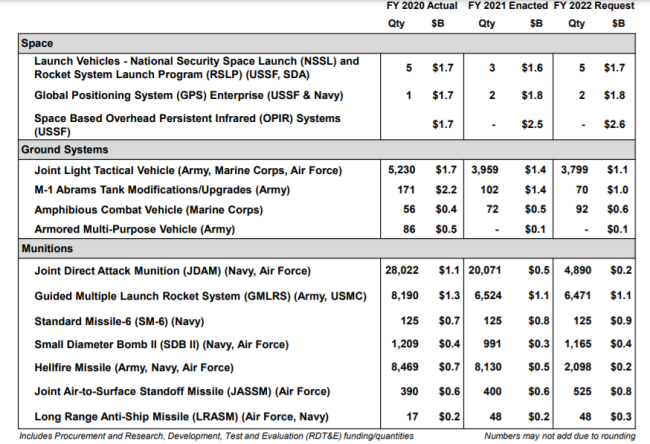 FY 2020 Actual FY 2021 Enacted FY 2022 Request
Qty $B Qty $B Qty $B
Space
Launch Vehicles - National Security Space Launch (NSSL) and
Rocket System Launch Program (RSLP) (USSF, SDA) 5 $1.7 3 $1.6 5 $1.7
Global Positioning System (GPS) Enterprise (USSF & Navy) 1 $1.7 2 $1.8 2 $1.8
Space Based Overhead Persistent Infrared (OPIR) Systems
(USSF) $1.7 - $2.5 - $2.6
Ground Systems
Joint Light Tactical Vehicle (Army, Marine Corps, Air Force) 5,230 $1.7 3,959 $1.4 3,799 $1.1
M-1 Abrams Tank Modifications/Upgrades (Army) 171 $2.2 102 $1.4 70 $1.0
Amphibious Combat Vehicle (Marine Corps) 56 $0.4 72 $0.5 92 $0.6
Armored Multi-Purpose Vehicle (Army) 86 $0.5 - $0.1 - $0.1
Munitions
Joint Direct Attack Munition (JDAM) (Navy, Air Force) 28,022 $1.1 20,071 $0.5 4,890 $0.2
Guided Multiple Launch Rocket System (GMLRS) (Army, USMC) 8,190 $1.3 6,524 $1.1 6,471 $1.1
Standard Missile-6 (SM-6) (Navy) 125 $0.7 125 $0.8 125 $0.9
Small Diameter Bomb II (SDB II) (Navy, Air Force) 1,209 $0.4 991 $0.3 1,165 $0.4
Hellfire Missile (Army, Navy, Air Force) 8,469 $0.7 8,130 $0.5 2,098 $0.2
Joint Air-to-Surface Standoff Missile (JASSM) (Air Force) 390 $0.6 400 $0.6 525 $0.8
Long Range Anti-Ship Missile (LRASM) (Air Force, Navy) 17 $0.2 48 $0.2 48 $0.3
Includes Procurement and Research, Development, Test and Evaluation (RDT&E) funding/quantities Numbers may not add due to rounding